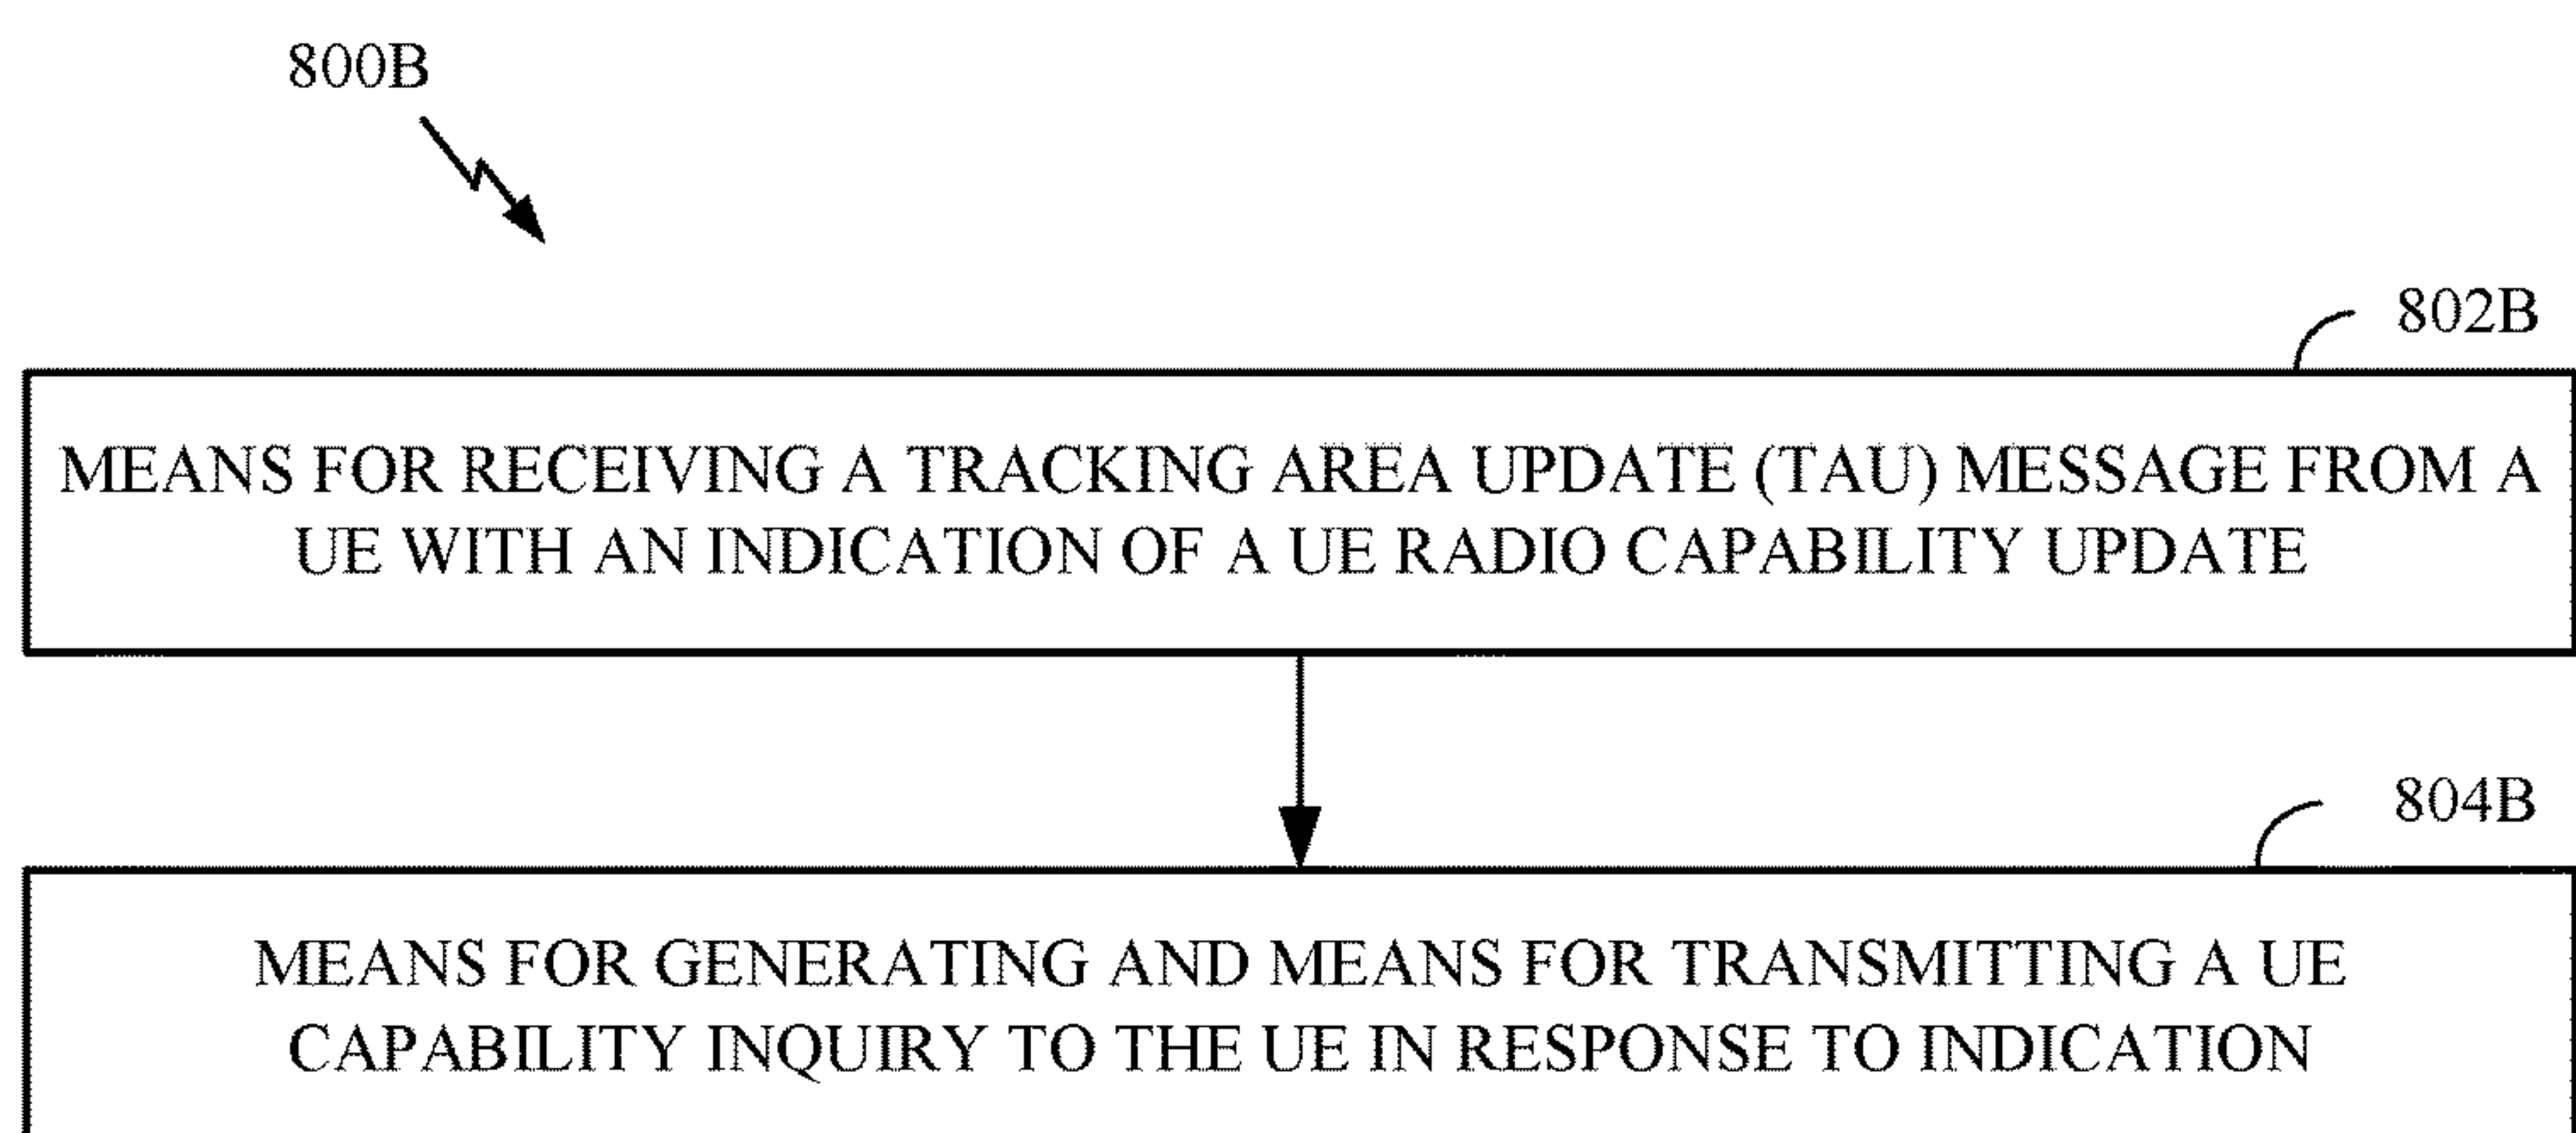 800B
802B
MEANS FOR RECEIVING A TRACKING AREA UPDATE (TAU) MESSAGE FROM A
UE WITH AN INDICATION OF A UE RADIO CAPABILITY UPDATE
804B
MEANS FOR GENERATING AND MEANS FOR TRANSMITTING A UE
CAPABILITY INQUIRY TO THE UE IN RESPONSE TO INDICATION